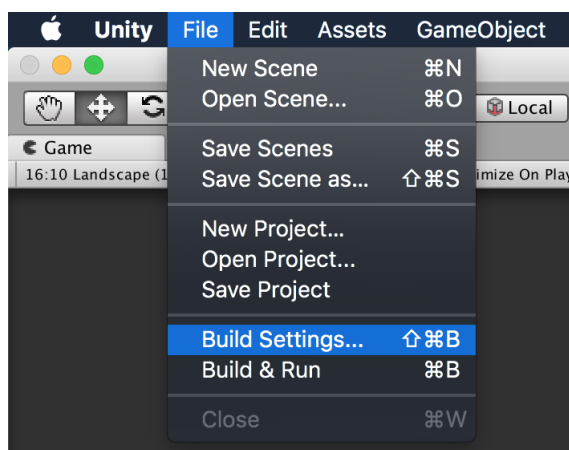 Unity File Edit Assets GameObject
New Scene ⌘N
Open Scene... ⌘O
Local
Game
Save Scenes ⌘S
16:10 Landscape (1
Save Scene as... ⇧⌘S
imize On Play
New Project...
Open Project...
Save Project
Build Settings... ⇧⌘B
Build & Run ⌘B
Close ⌘W